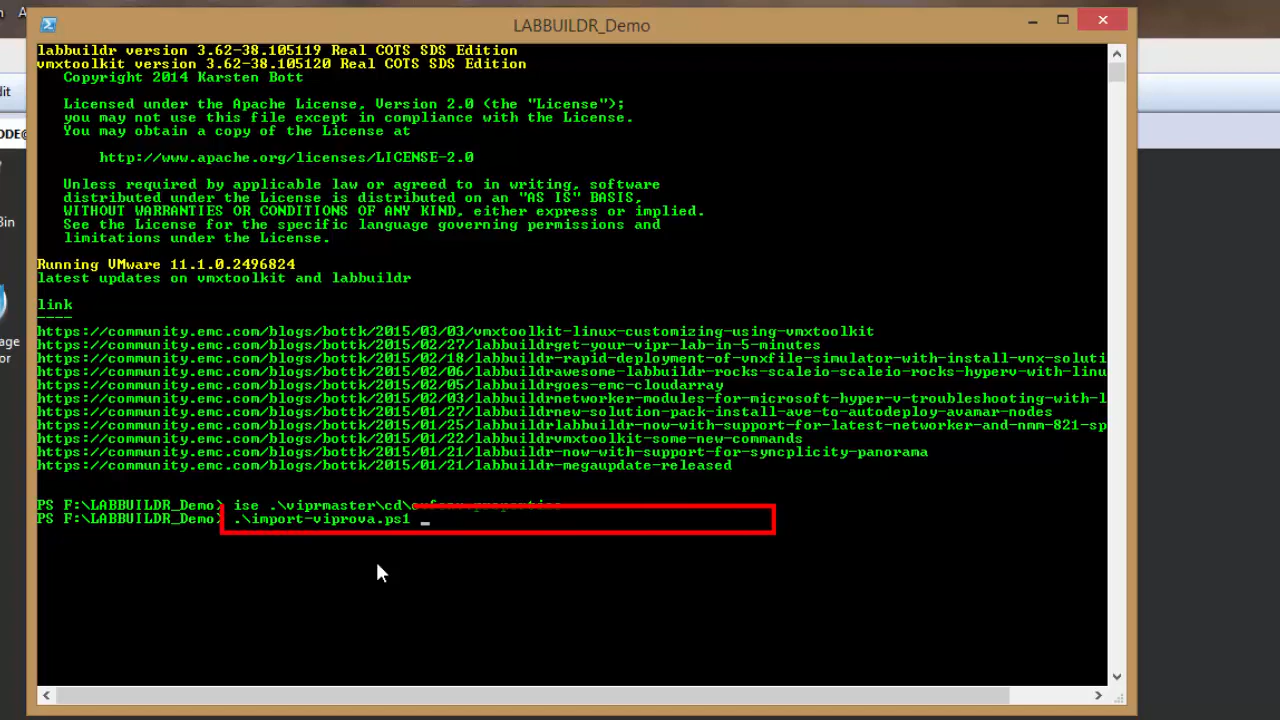 LABBUILDR_Demo
labbuildr version 3.62-38.105119 Real COTS SDS Edition
vmxtoolkit version 3.62-38.105120 Real COTS SDS Edition
Copyright 2014 Karsten Bott
Licensed under the Apache License, Version 2.0 (the "License");
you may not use this file except in compliance with the License.
You may obtain a copy of the License at
http://www.apache.org/licenses/LICENSE-2.0
Unless required by applicable law or agreed to in writing, software
distributed under the License is distributed on an "AS IS" BASIS,
WITHOUT WARRANTIES OR CONDITIONS OF ANY KIND, either express or implied.
See the License for the specific language governing permissions and
limitations under the License.
Running VMware 11.1.0.2496824
latest updates on vmxtoolkit and labbuildr
link
----
https://community.emc.com/blogs/bottk/2015/03/03/vmxtoolkit-linux-customizing-using-vmxtoolkit
https://community.emc.com/blogs/bottk/2015/02/27/labbuildrget-your-vipr-lab-in-5-minutes
https://community.emc.com/blogs/bottk/2015/02/18/labbuildr-rapid-deployment-of-vnxfile-simulator-with-install-vnx-soluti
https://community.emc.com/blogs/bottk/2015/02/06/labbuildrawesome-labbuildr-rocks-scaleio-scaleio-rocks-hyperv-with-linu
https://community.emc.com/blogs/bottk/2015/02/05/labbuildrgoes-emc-cloudarray
https://community.emc.com/blogs/bottk/2015/02/03/labbuildrnetworker-modules-for-microsoft-hyper-v-troubleshooting-with-l
https://community.emc.com/blogs/bottk/2015/01/27/labbuildrnew-solution-pack-install-ave-to-autodeploy-avamar-nodes
https://community.emc.com/blogs/bottk/2015/01/25/labbuildrlabbuildr-now-with-support-for-latest-networker-and-nmm-821-sp
https://community.emc.com/blogs/bottk/2015/01/22/labbuildrvmxtoolkit-some-new-commands
https://community.emc.com/blogs/bottk/2015/01/21/labbuildr-now-with-support-for-syncplicity-panorama
https://community.emc.com/blogs/bottk/2015/01/21/labbuildr-megaupdate-released
PS F:\LABBUILDR_Demo> ise .\viprmaster\cd\
PS F:\LABBUILDR_Demo> .\import-viprova.ps1 _